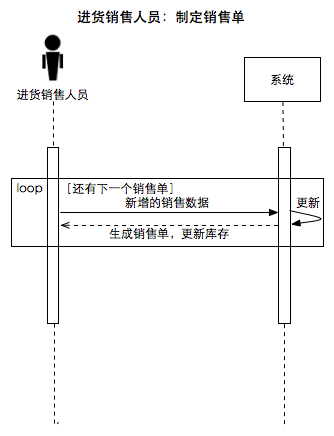 进货销售人员：制定销售单
系统
进货销售人员
loop [还有下一个销售单]
新增的销售数据 更新
生成销售单，更新库存